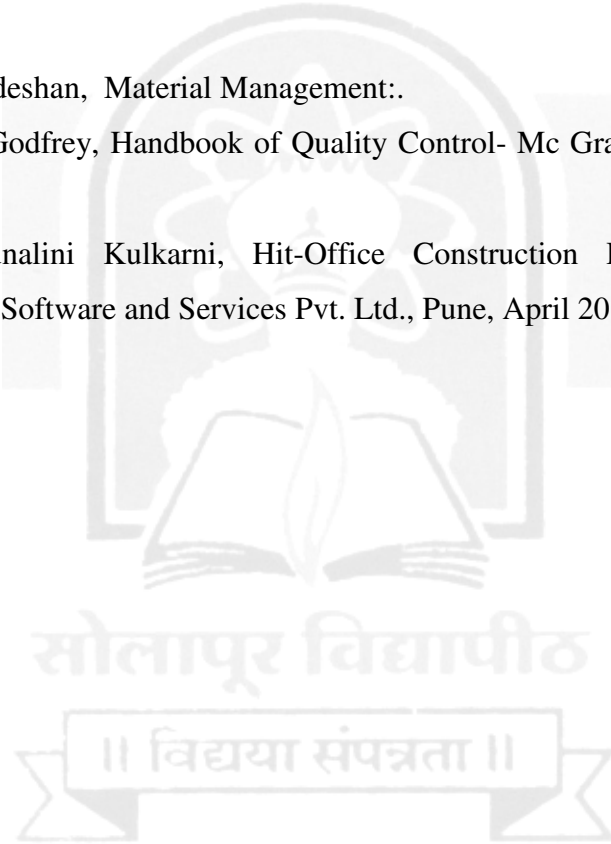 deshan, Material Management:.
Godfrey, Handbook of Quality Control- Mc Gra
nalini Kulkarni, Hit-Office Construction
Software and Services Pvt. Ltd., Pune, April 20
सोलापूर विद्यापीठ
॥ विद्यया संपन्नता ॥